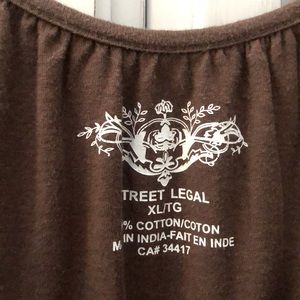 TREET LEGAL
XL/TG
% COTTON/COTON
M IN INDIA-FAIT EN INDE
CA# 34417